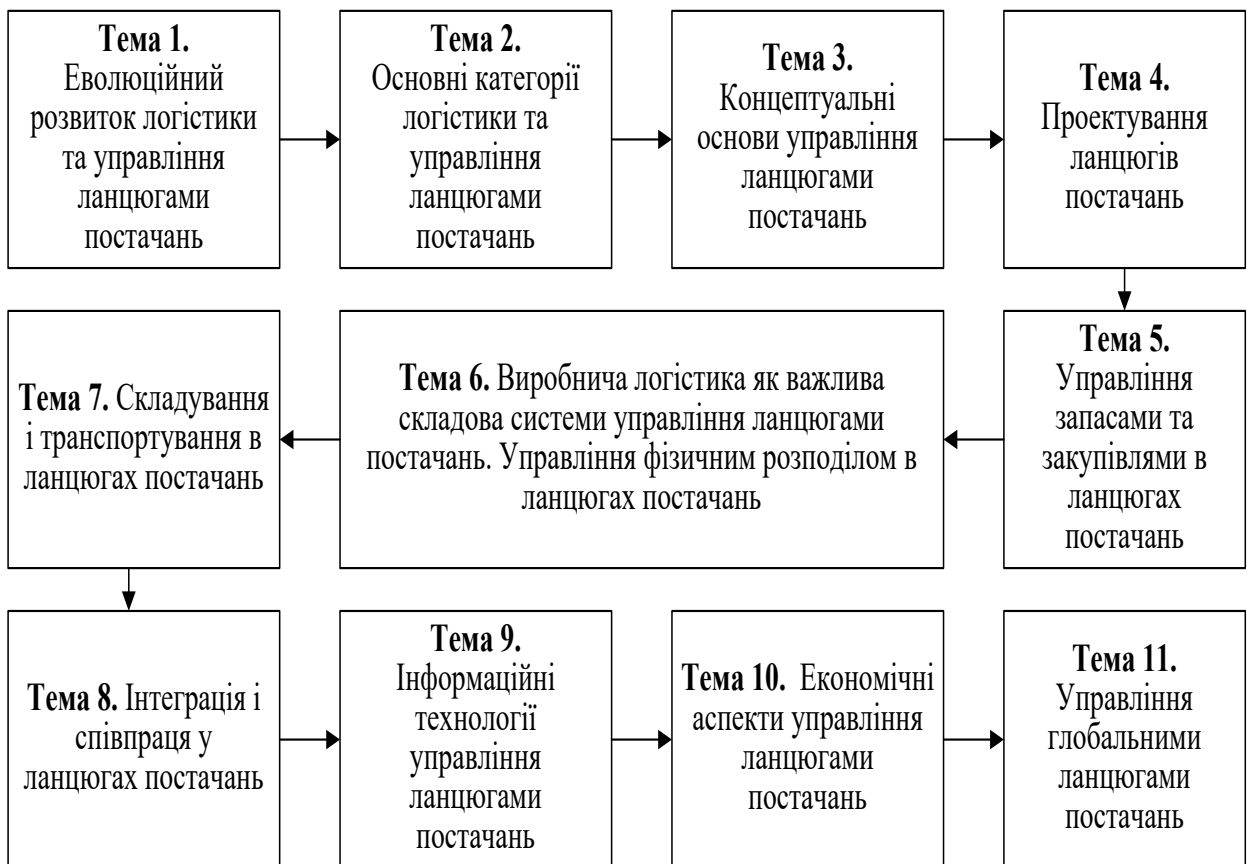 Тема 1.
Еволюційний
розвиток логістики
та управління
ланцюгами
постачань
Тема 2.
Основні категорії
логістики та
управління
ланцюгами
постачань
Тема 3.
Концептуальні
основи управління
ланцюгами
постачань
Тема 4.
Проектування
ланцюгів
постачань
Тема 5.
Управління
запасами та
закупівлями в
ланцюгах
постачань
Тема 6. Виробнича логістика як важлива
складова системи управління ланцюгами
постачань. Управління фізичним розподілом в
ланцюгах постачань
Тема 7. Складування
і транспортування в
ланцюгах постачань
Тема 8. Інтеграція і
співпраця у
ланцюгах постачань
Тема 9.
Інформаційні
технології
управління
ланцюгами
постачань
Тема 10. Економічні
аспекти управління
ланцюгами
постачань
Тема 11.
Управління
глобальними
ланцюгами
постачань